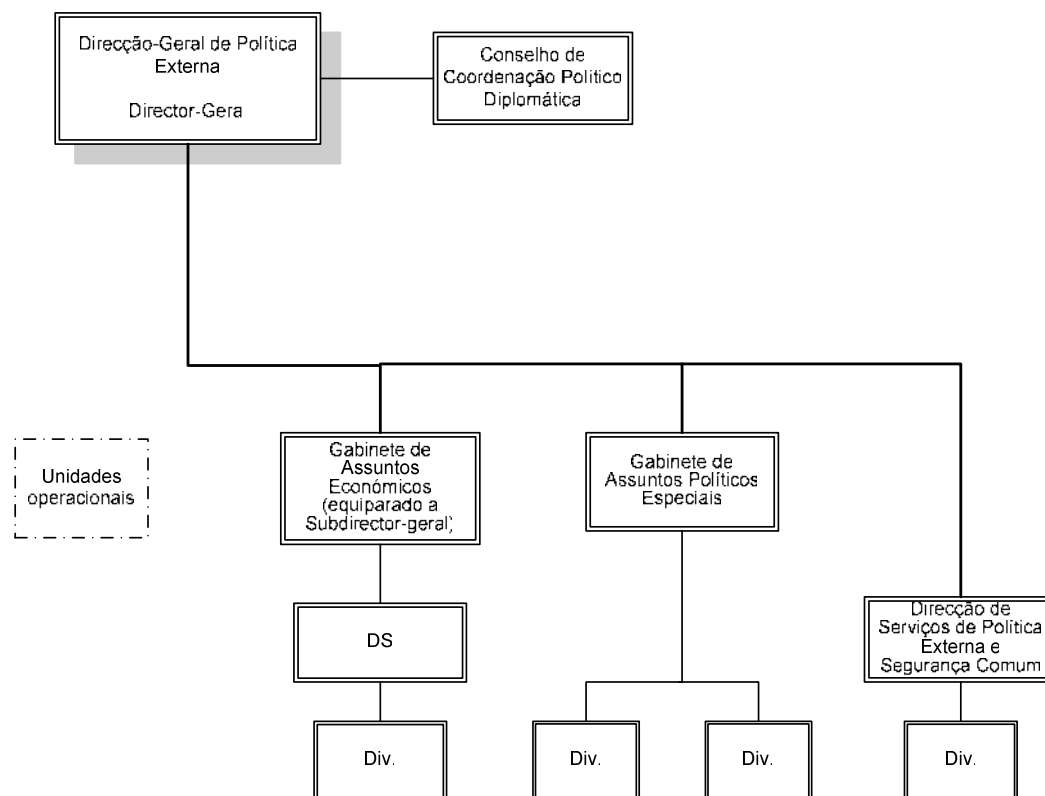 Direcção-Geral de Política
Externa
Director-Gera
Conselho de
Coordenação Politico
Diplomática
Unidades
operacionais
Gabinete de
Assuntos
Económicos
(equiparado a
Subdirector-geral)
Gabinete de
Assuntos Políticos
Especiais
DS
Direcção de
Serviços de Política
Externa e
Segurança Comum
Div.
Div.
Div.
Div.